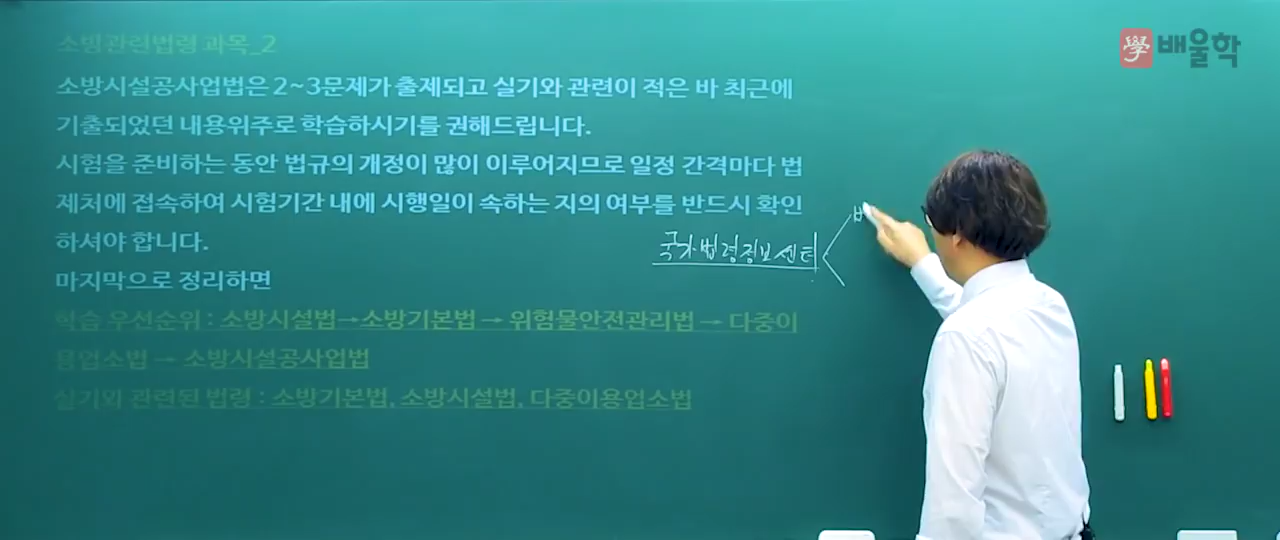 소방관련법령 과목_2
소방시설공사업법은 2~3문제가 출제되고 실기와 관련이 적은 바 최근에
기출되었던 내용위주로 학습하시기를 권해드립니다.
시험을 준비하는 동안 법규의 개정이 많이 이루어지므로 일정 간격마다 법
제처에 접속하여 시험기간 내에 시행일이 속하는 지의 여부를 반드시 확인
하셔야 합니다.
국가법령정보센터
마지막으로 정리하면
학습 우선순위 : 소방시설법→소방기본법 → 위험물안전관리법 → 다중이
용업소법 → 소방시설공사업법
실기와 관련된 법령 : 소방기본법, 소방시설법, 다중이용업소법
學 배울학